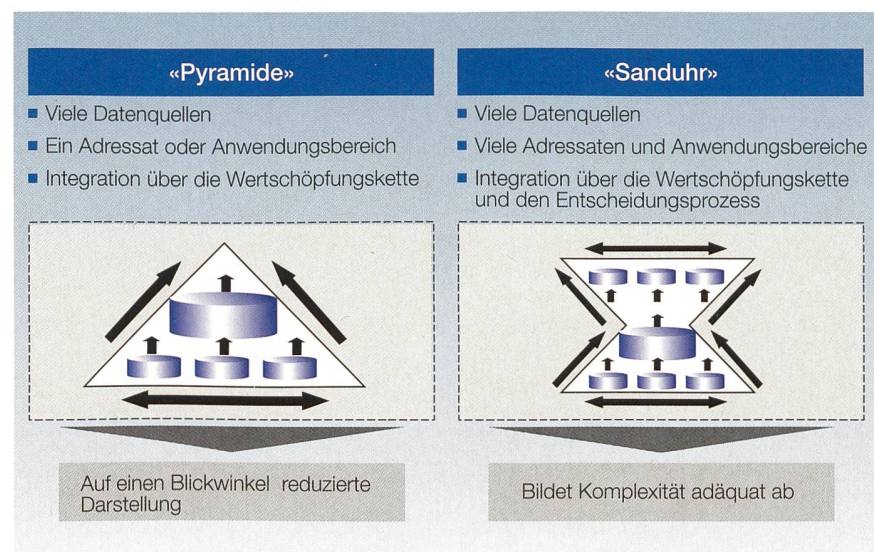 «Pyramide»
■ Viele Datenquellen
■ Ein Adressat oder Anwendungsbereich
■ Integration über die Wertschöpfungskette
Auf einen Blickwinkel reduzierte
Darstellung
«Sanduhr»
■ Viele Datenquellen
■ Viele Adressaten und Anwendungsbereiche
■ Integration über die Wertschöpfungskette
und den Entscheidungsprozess
Bildet Komplexität adäquat ab